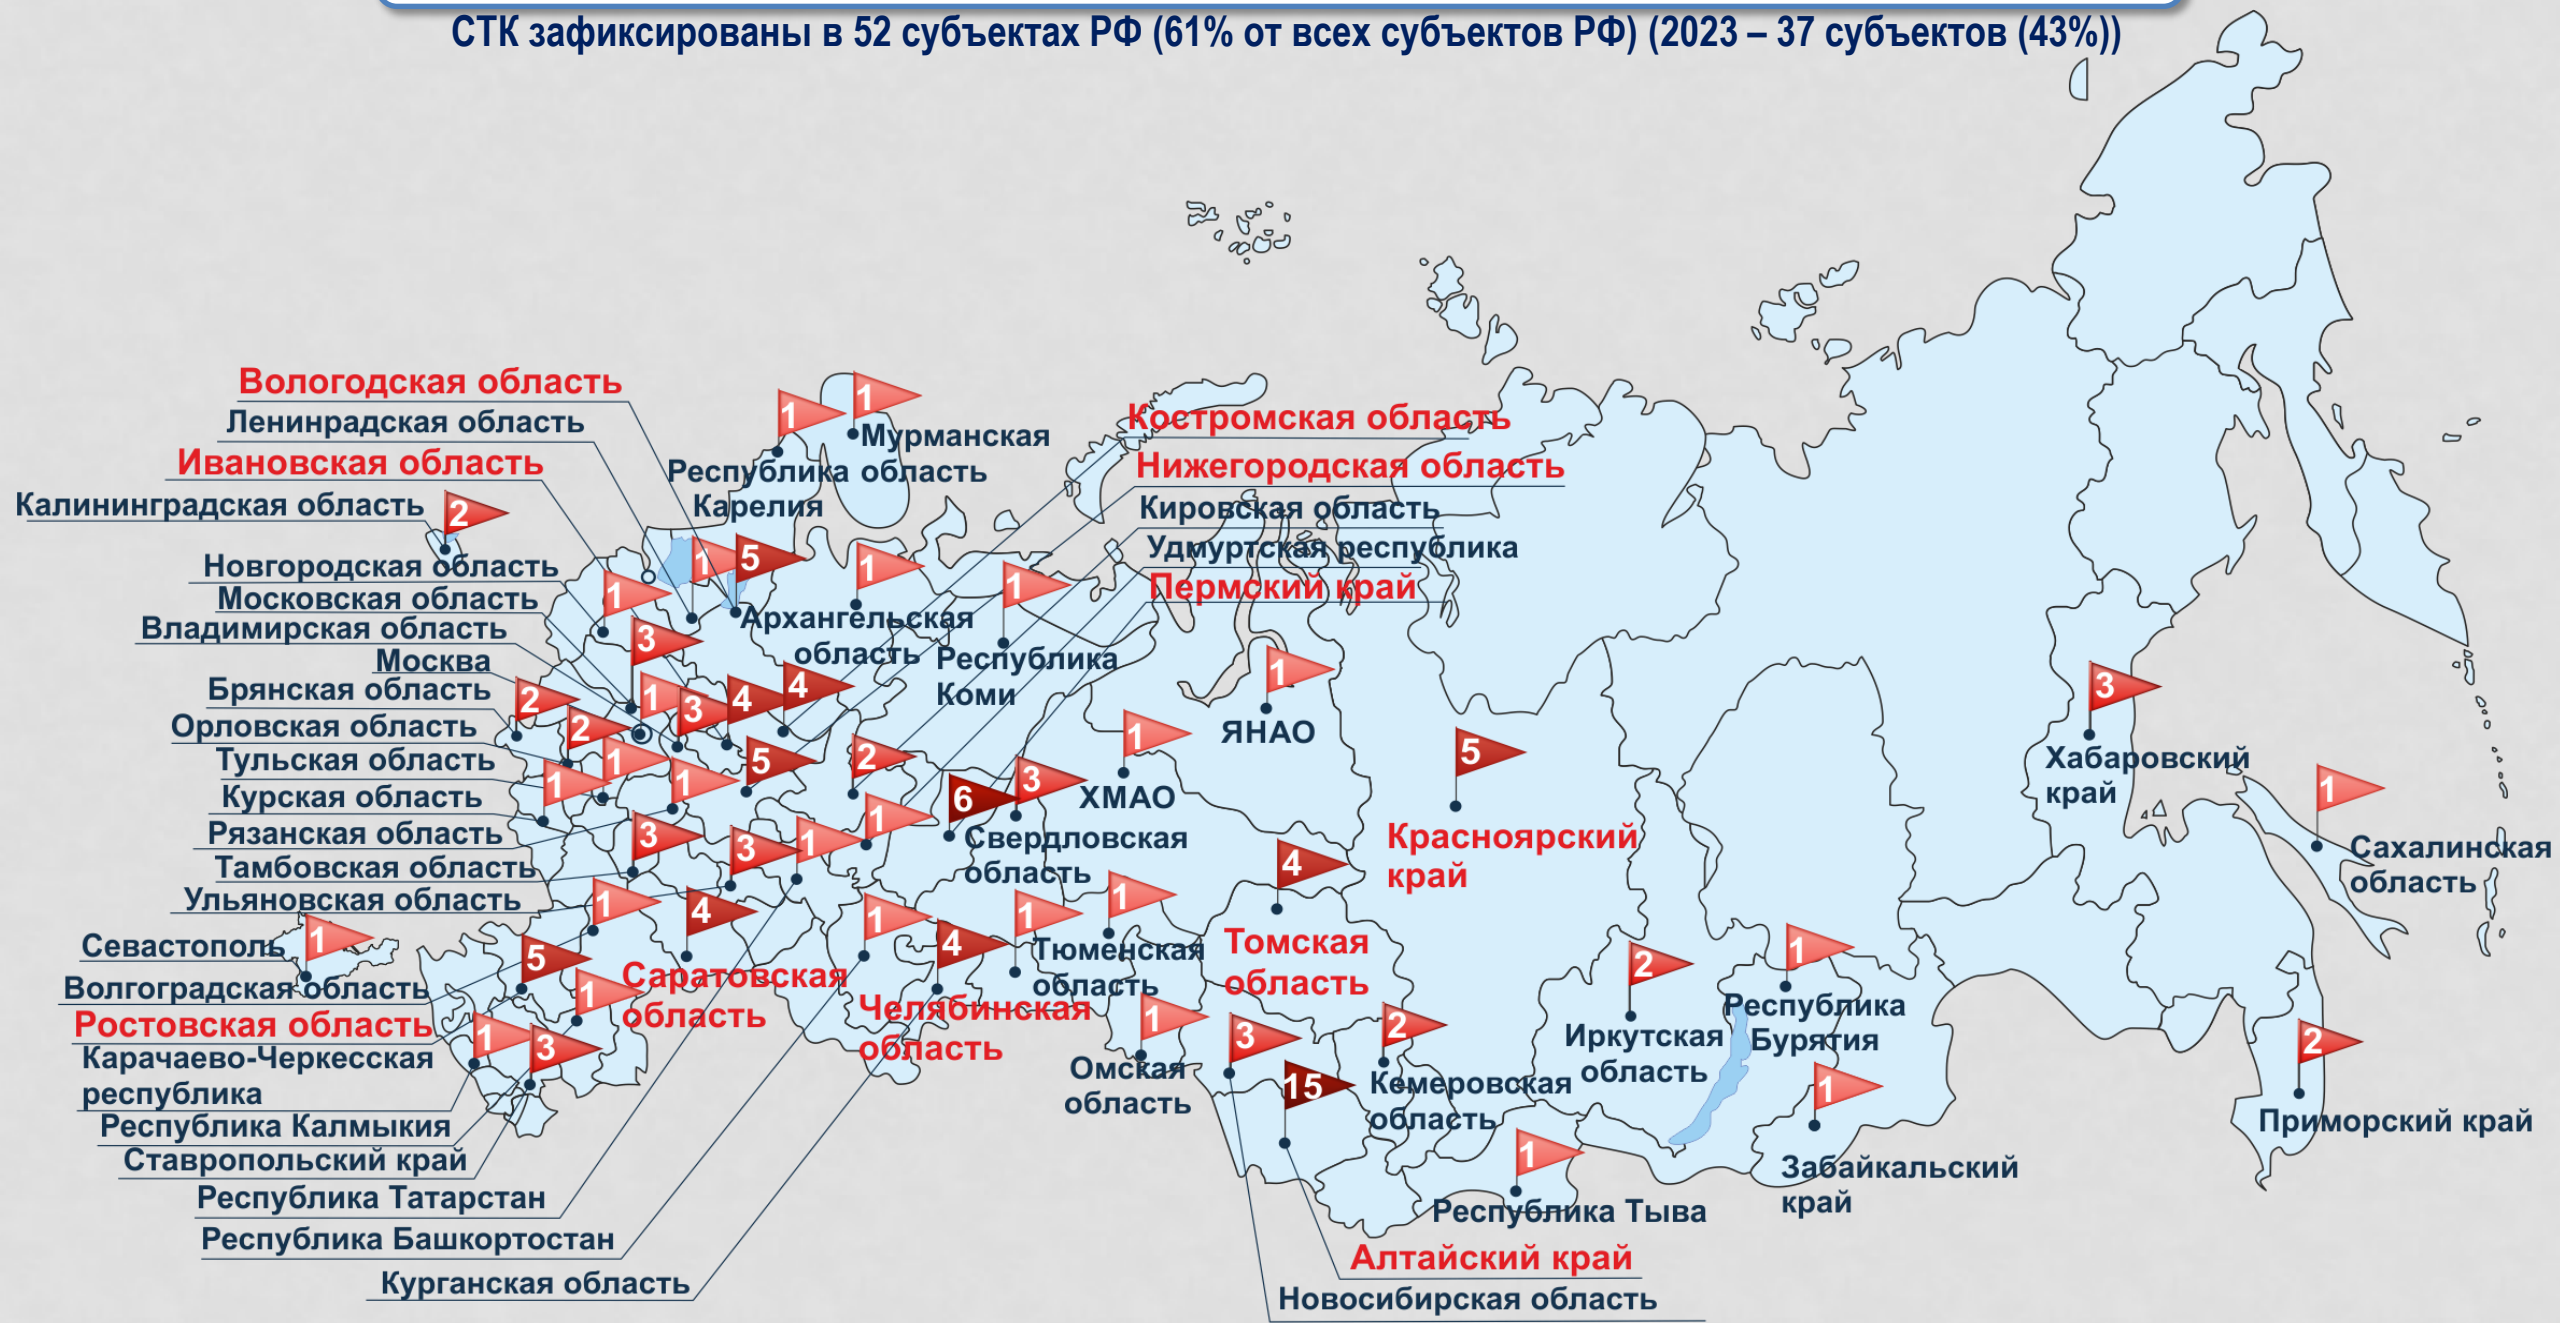 СТК зафиксированы в 52 субъектах РФ (61% от всех субъектов РФ) (2023 – 37 субъектов (43%))
Вологодская область
Ленинградская область
Ивановская область
Калининградская область
2
Новгородская область
Московская область
Владимирская область
Москва
Брянская область
Орловская область
Тульская область
Курская область
Рязанская область
Тамбовская область
Ульяновская область
Севастополь
1
Волгоградская область
Ростовская область
Карачаево-Черкесская
республика
Республика Калмыкия
Ставропольский край
Республика Татарстан
Республика Башкортостан
Курганская область
1
1
Мурманская
область
Республика
Карелия
Костромская область
Нижегородская область
Кировская область
Удмуртская республика
Пермский край
1
5
1
1
1
Архангельская
область
Республика
Коми
3
2
1
3
4
4
2
1
1
1
5
2
6
3
1
ХМАО
1
ЯНАО
Свердловская
область
3
3
1
1
1
4
5
1
1
3
Саратовская
область
1
4
Челябинская
область
1
1
Тюменская
область
1
Омская
область
4
Томская
область
5
Красноярский
край
3
15
2
Кемеровская
область
1
Республика Тыва
Алтайский край
Новосибирская область
2
Иркутская
область
1
Республика
Бурятия
1
Забайкальский
край
3
Хабаровский
край
1
Сахалинская
область
2
Приморский край